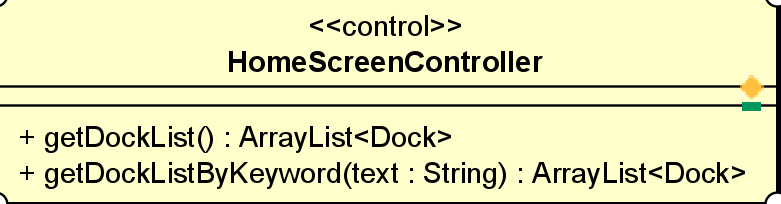 <<control>>
HomeScreenController
+ getDockList() : ArrayList<Dock>
+ getDockListByKeyword(text : String) : ArrayList<Dock>